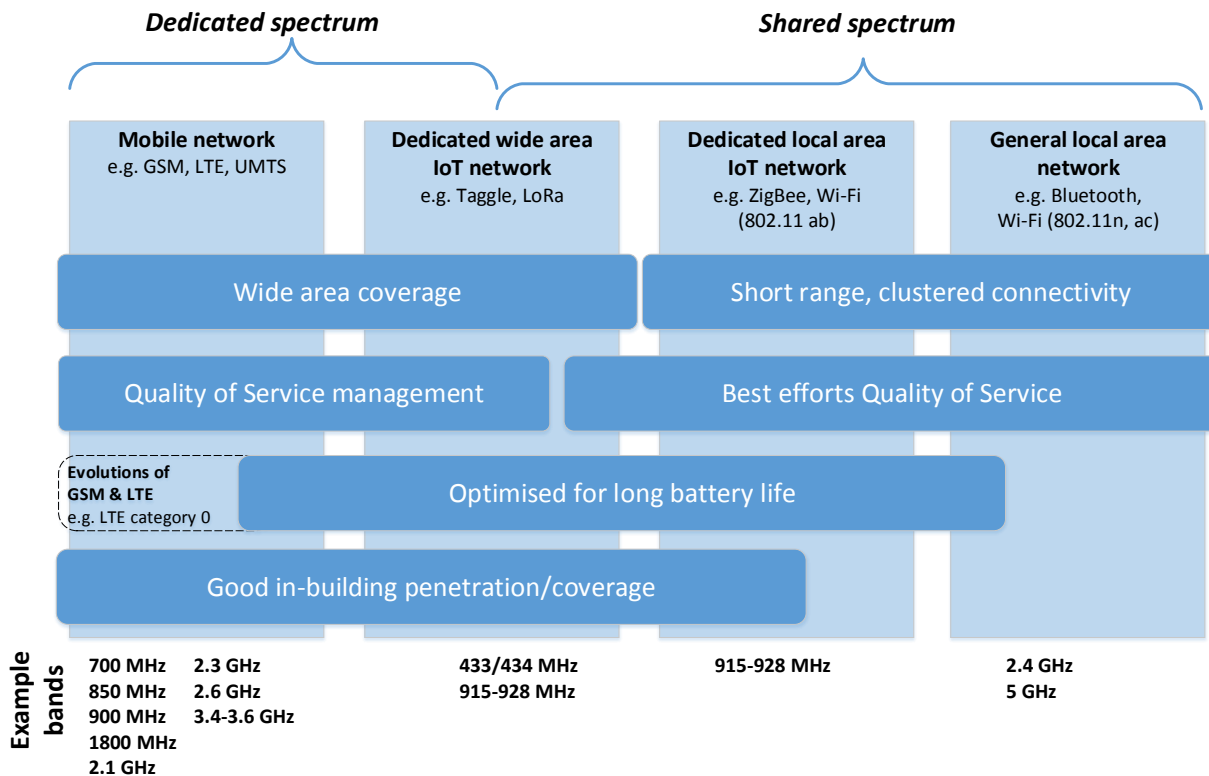 Dedicated spectrum
Shared spectrum
Mobile network
e.g. GSM, LTE, UMTS
Dedicated wide area
IoT network
e.g. Taggle, LoRa
Dedicated local area
IoT network
e.g. ZigBee, Wi-Fi
(802.11 ab)
General local area
network
e.g. Bluetooth,
Wi-Fi (802.11n, ac)
Wide area coverage
Short range, clustered connectivity
Quality of Service management
Best efforts Quality of Service
Evolutions of
GSM & LTE
e.g. LTE category 0
Optimised for long battery life
Good in-building penetration/coverage
Example
bands
700 MHz
850 MHz
900 MHz
1800 MHz
2.1 GHz
2.3 GHz
2.6 GHz
3.4-3.6 GHz
433/434 MHz
915-928 MHz
915-928 MHz
2.4 GHz
5 GHz